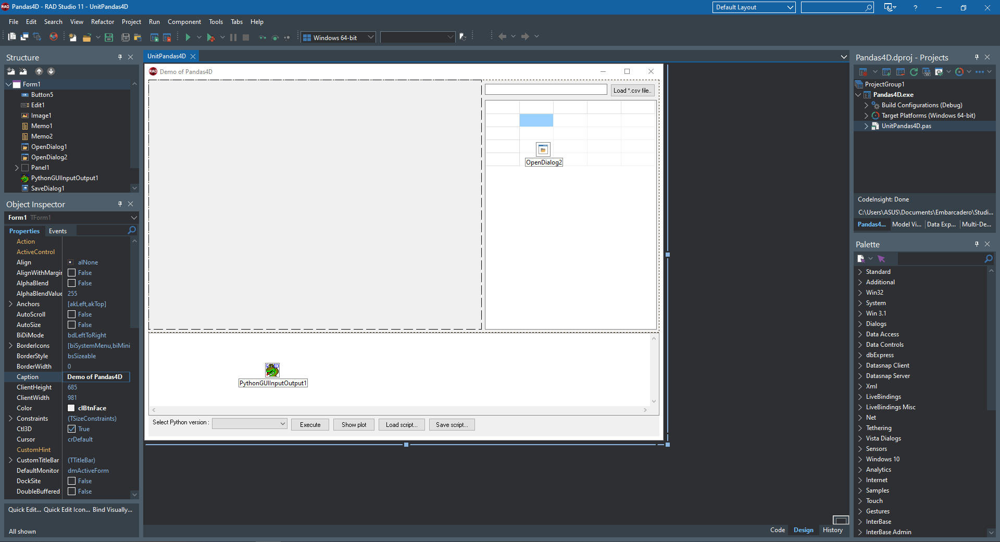 Pandas4D - RAD Studio 11 - UnitPandas4D
Default Layout
File Edit Search View Refactor Project Run Component Tools Tabs Help
Windows 64-bit
Structure
Form1
Button5
Edit1
Image1
Memo1
Memo2
OpenDialog1
OpenDialog2
Panel1
PythonGUIInputOutput1
SaveDialog1
Object Inspector
Form1 TForm1
Properties Events
Action
ActiveControl
Align alNone
AlignWithMargin False
AlphaBlend False
AlphaBlendValue 255
Anchors [akLeft,akTop]
AutoScroll False
AutoSize False
BiDiMode bdLeftToRight
BorderIcons [biSystemMenu,biMini
BorderStyle bsSizeable
BorderWidth 0
Caption Demo of Pandas4D
ClientHeight 685
ClientWidth 981
Color clBtnFace
Constraints (TSizeConstraints)
Ctl3D True
Cursor crDefault
CustomHint
CustomTitleBar (TTitleBar)
DefaultMonitor dmActiveForm
DockSite False
DoubleBuffered False
Quick Edit... Quick Edit Icon... Bind Visually...
All shown
UnitPandas4D
RAD Demo of Pandas4D
Load *.csv file..
OpenDialog2
PythonGUIInputOutput1
Select Python version :
Execute
Show plot
Load script...
Save script...
Code Design History
Pandas4D.dproj - Projects
ProjectGroup1
Pandas4D.exe
Build Configurations (Debug)
Target Platforms (Windows 64-bit)
UnitPandas4D.pas
CodeInsight: Done
C:\Users\ASUS\Documents\Embarcadero\Studi...
Pandas4... Model Vi... Data Exp... Multi-De...
Palette
Standard
Additional
Win32
System
Win 3.1
Dialogs
Data Access
Data Controls
dbExpress
Datasnap Client
Datasnap Server
Xml
LiveBindings
LiveBindings Misc
Net
Tethering
Vista Dialogs
Sensors
Windows 10
Analytics
Internet
Samples
Touch
Gestures
InterBase
InterBase Admin